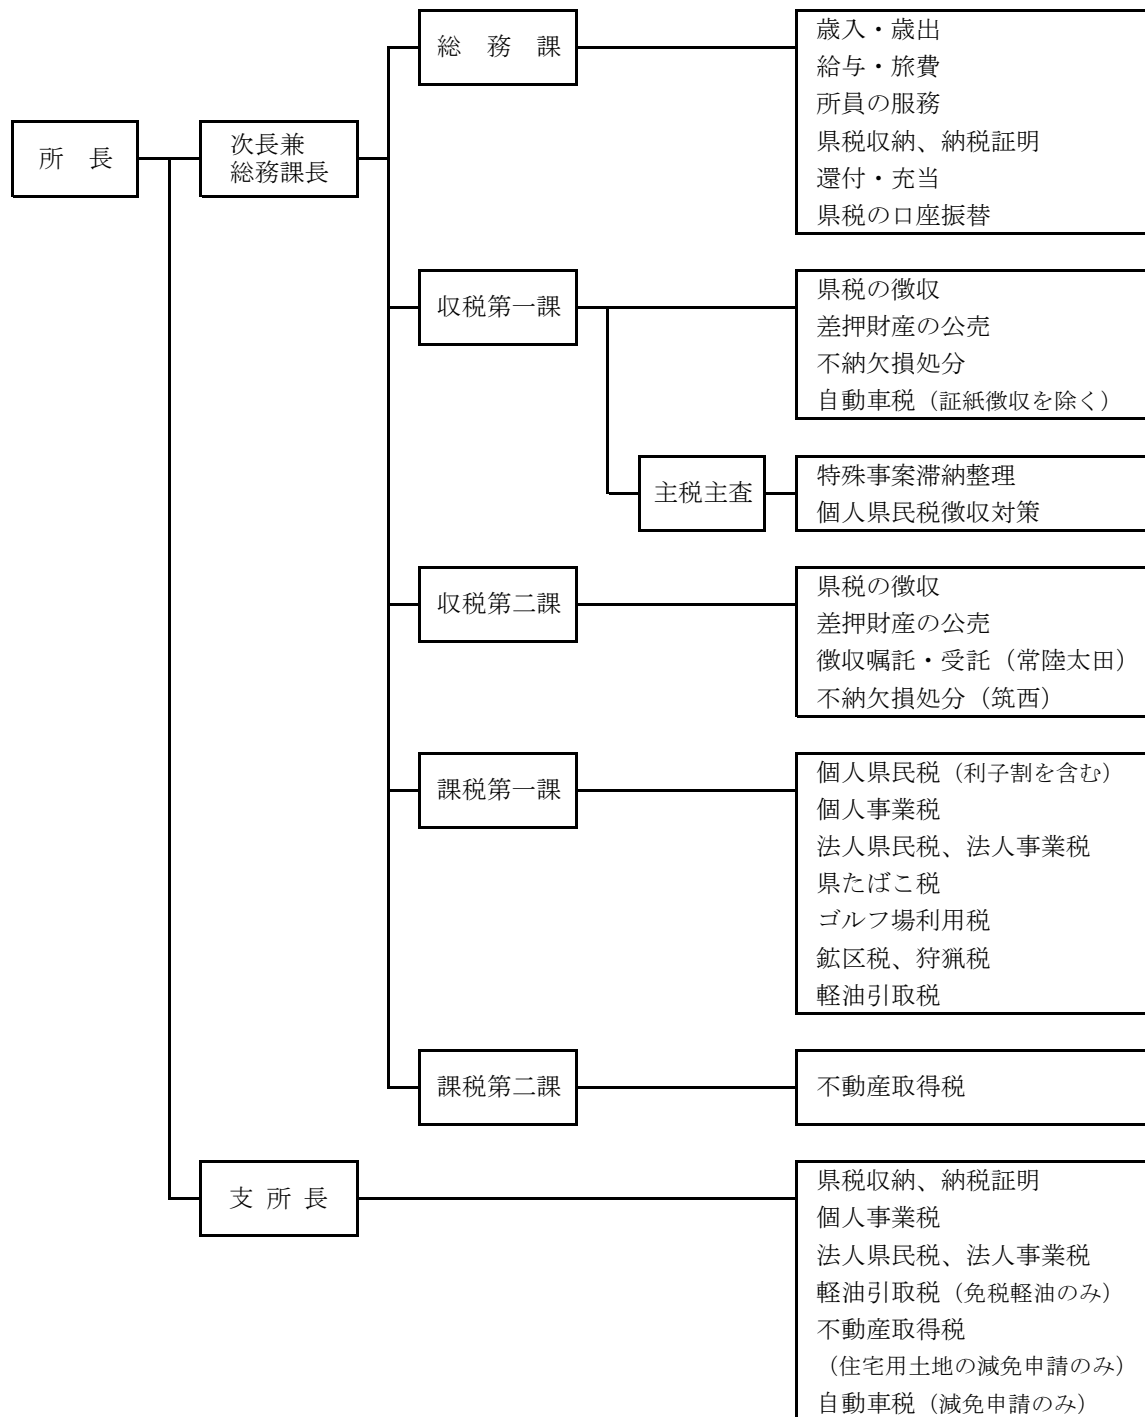 所　長
次長兼
総務課長
総　務　課
歳入・歳出
給与・旅費
所員の服務
県税収納、納税証明
還付・充当
県税の口座振替
収税第一課
県税の徴収
差押財産の公売
不納欠損処分
自動車税（証紙徴収を除く）
主税主査
特殊事案滞納整理
個人県民税徴収対策
収税第二課
県税の徴収
差押財産の公売
徴収嘱託・受託（常陸太田）
不納欠損処分（筑西）
課税第一課
個人県民税（利子割を含む）
個人事業税
法人県民税、法人事業税
県たばこ税
ゴルフ場利用税
鉱区税、狩猟税
軽油引取税
課税第二課
不動産取得税
支 所 長
県税収納、納税証明
個人事業税
法人県民税、法人事業税
軽油引取税（免税軽油のみ）
不動産取得税
（住宅用土地の減免申請のみ）
自動車税（減免申請のみ）